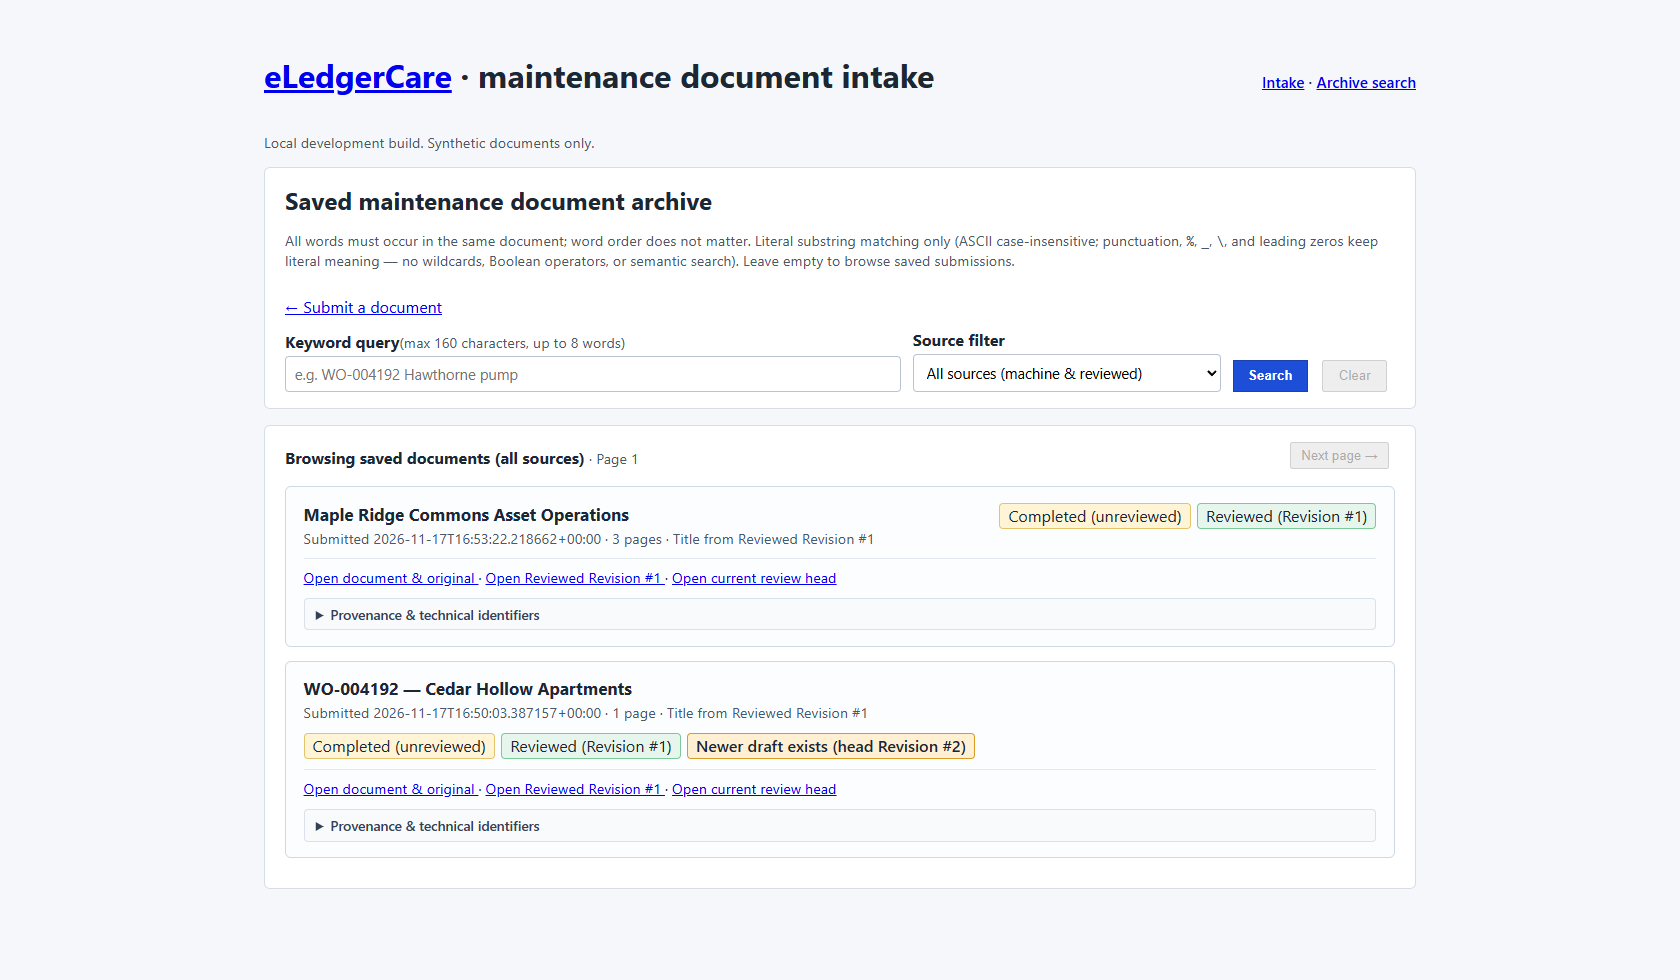 eLedgerCare · maintenance document intake
Intake · Archive search
Local development build. Synthetic documents only.
Saved maintenance document archive
All words must occur in the same document; word order does not matter. Literal substring matching only (ASCII case-insensitive; punctuation, %, _, \, and leading zeros keep
literal meaning — no wildcards, Boolean operators, or semantic search). Leave empty to browse saved submissions.
← Submit a document
Keyword query(max 160 characters, up to 8 words)
Source filter
e.g. WO-004192 Hawthorne pump
All sources (machine & reviewed)
Search
Clear
Browsing saved documents (all sources) · Page 1
Next page →
Maple Ridge Commons Asset Operations
Completed (unreviewed)
Reviewed (Revision #1)
Submitted 2026-11-17T16:53:22.218662+00:00 · 3 pages · Title from Reviewed Revision #1
Open document & original · Open Reviewed Revision #1 · Open current review head
▶ Provenance & technical identifiers
WO-004192 — Cedar Hollow Apartments
Submitted 2026-11-17T16:50:03.387157+00:00 · 1 page · Title from Reviewed Revision #1
Completed (unreviewed)
Reviewed (Revision #1)
Newer draft exists (head Revision #2)
Open document & original · Open Reviewed Revision #1 · Open current review head
▶ Provenance & technical identifiers